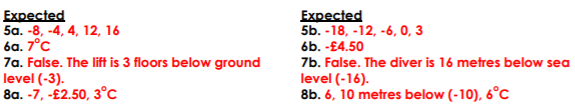 Expected
5a. -8, -4, 4, 12, 16
6a. 7°C
7a. False. The lift is 3 floors below ground
level (-3).
8a. -7, -£2.50, 3°C
Expected
5b. -18, -12, -6, 0, 3
6b. -£4.50
7b. False. The diver is 16 metres below sea
level (-16).
8b. 6, 10 metres below (-10), 6°C